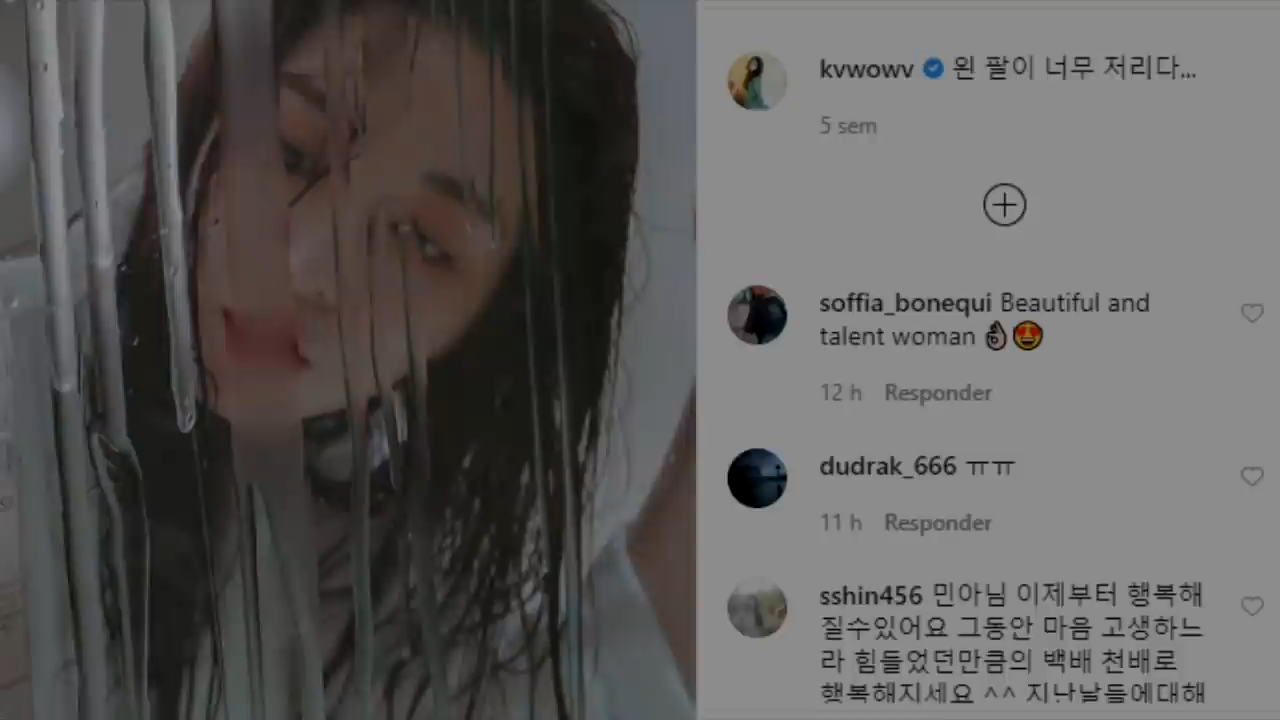 kvwowv 왼 팔이 너무 저리다...
5 sem
soffia_bonequi Beautiful and
talent woman 👌🏻😍
12 h Responder
dudrak_666 ㅠㅠ
11 h Responder
sshin456 민아님 이제부터 행복해
질수있어요 그동안 마음 고생하느
라 힘들었던만큼의 백배 천배로
행복해지세요 ^^ 지나날들에대해